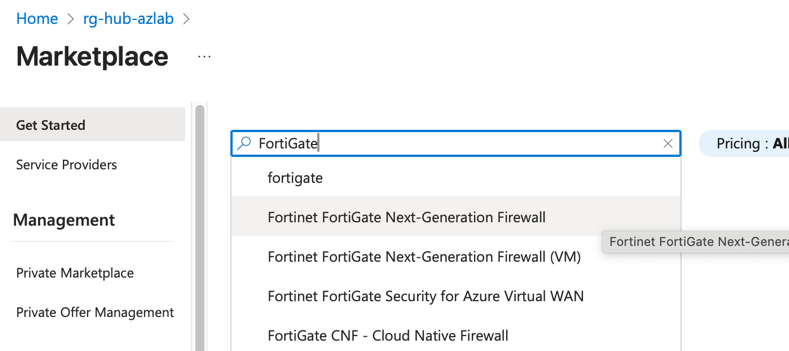 Home > rg-hub-azlab >
Marketplace ...
Get Started
Service Providers
Management
Private Marketplace
Private Offer Management
FortiGate
Pricing : All
fortigate
Fortinet FortiGate Next-Generation Firewall
Fortinet FortiGate Next-Genera
Fortinet FortiGate Next-Generation Firewall (VM)
Fortinet FortiGate Security for Azure Virtual WAN
FortiGate CNF - Cloud Native Firewall